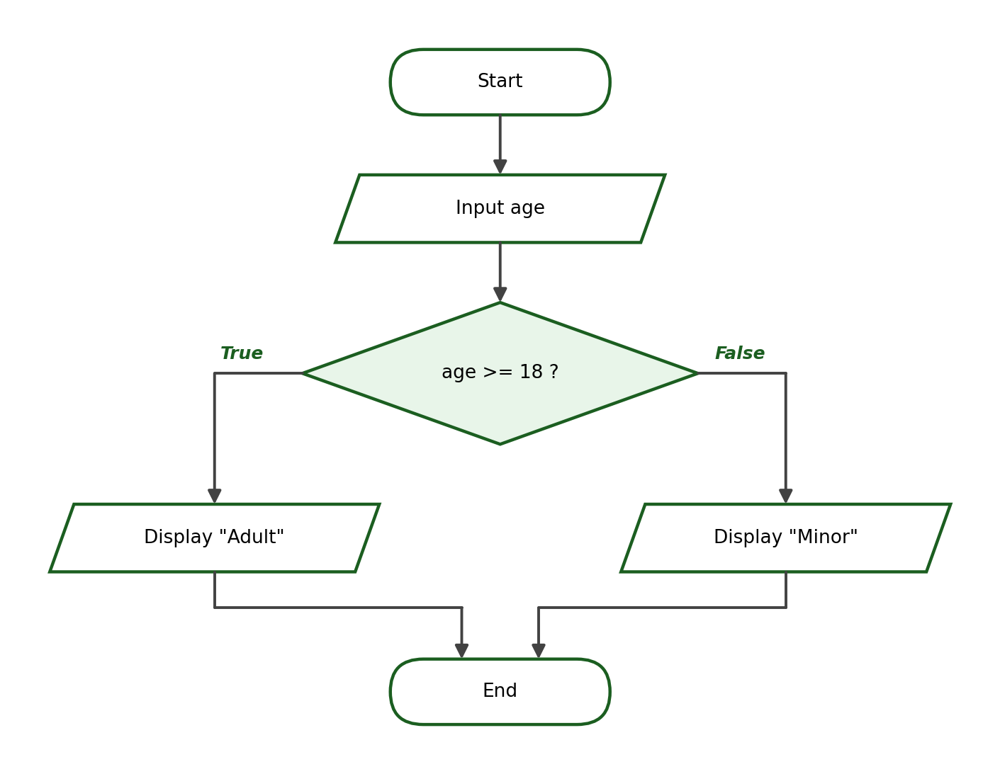 Start
Input age
True
False
age >= 18 ?
Display "Adult"
Display "Minor"
End